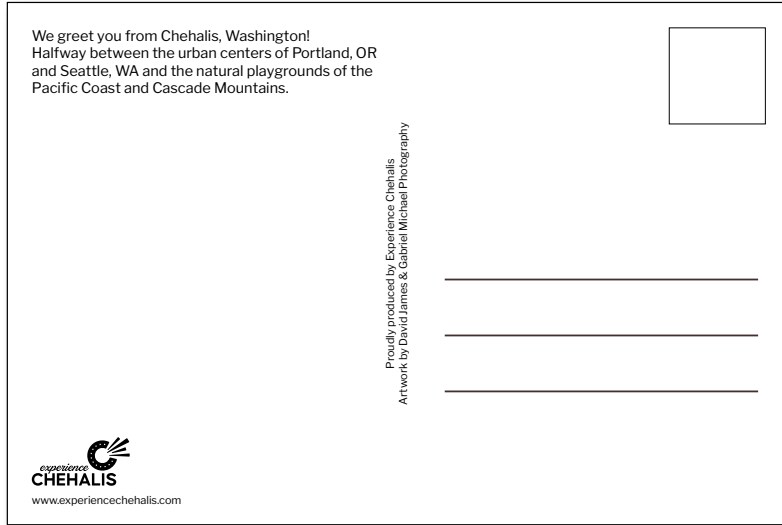 We greet you from Chehalis, Washington!
Halfway between the urban centers of Portland, OR
and Seattle, WA and the natural playgrounds of the
Pacific Coast and Cascade Mountains.
Proudly produced by Experience Chehalis
Artwork by David James & Gabriel Michael Photography
experience
CHEHALIS
www.experiencechehalis.com